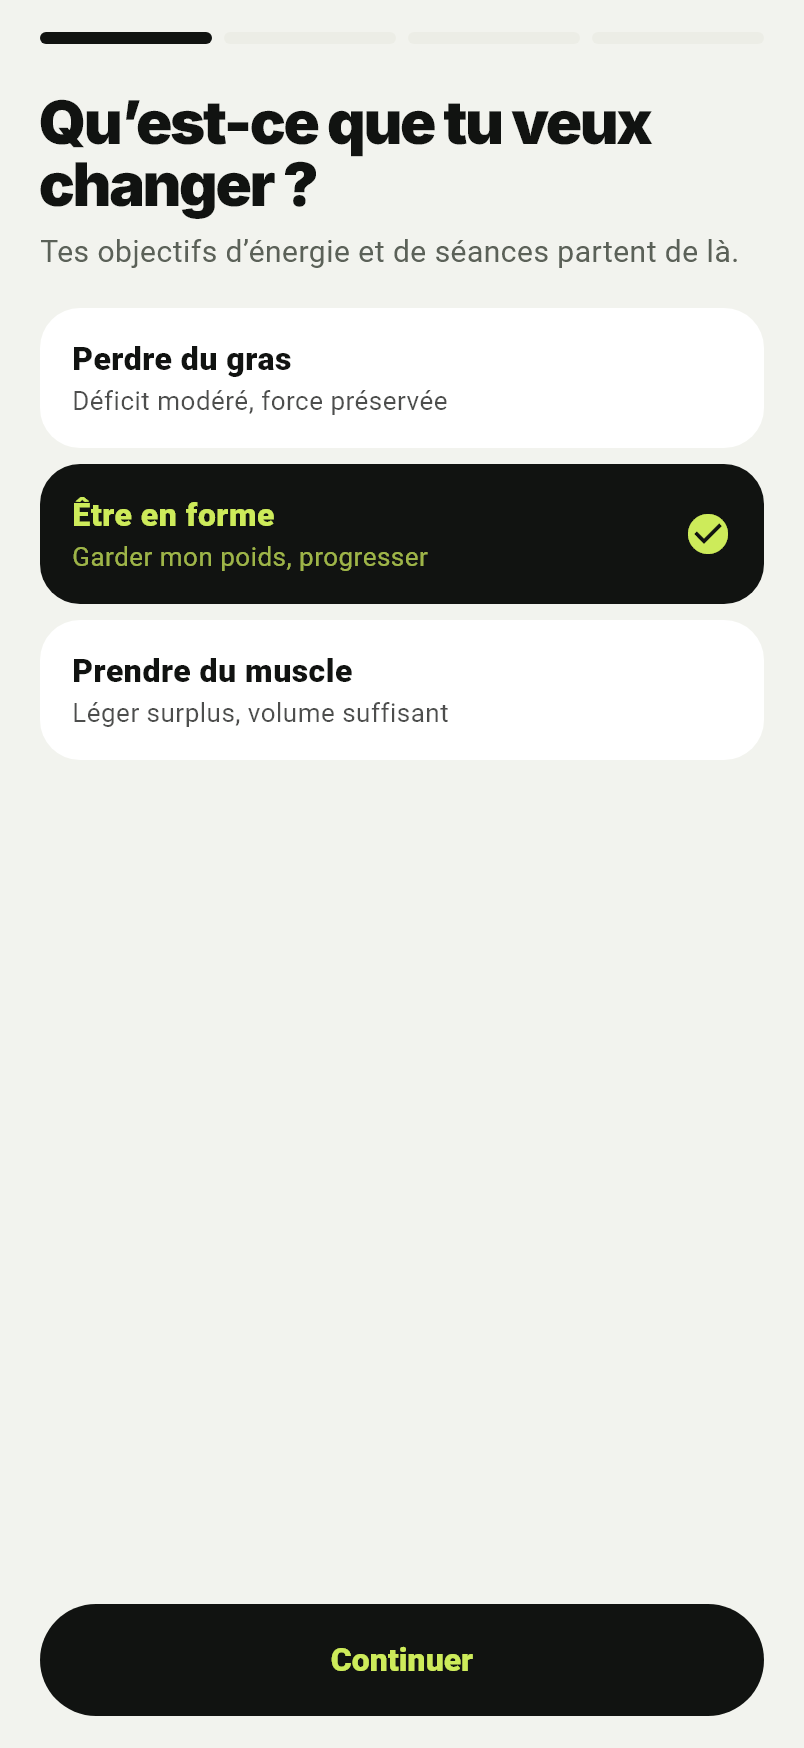 Qu’est-ce que tu veux
changer ?
Tes objectifs d’énergie et de séances partent de là.
Perdre du gras
Déficit modéré, force préservée
Être en forme
Garder mon poids, progresser
Prendre du muscle
Léger surplus, volume suffisant
Continuer